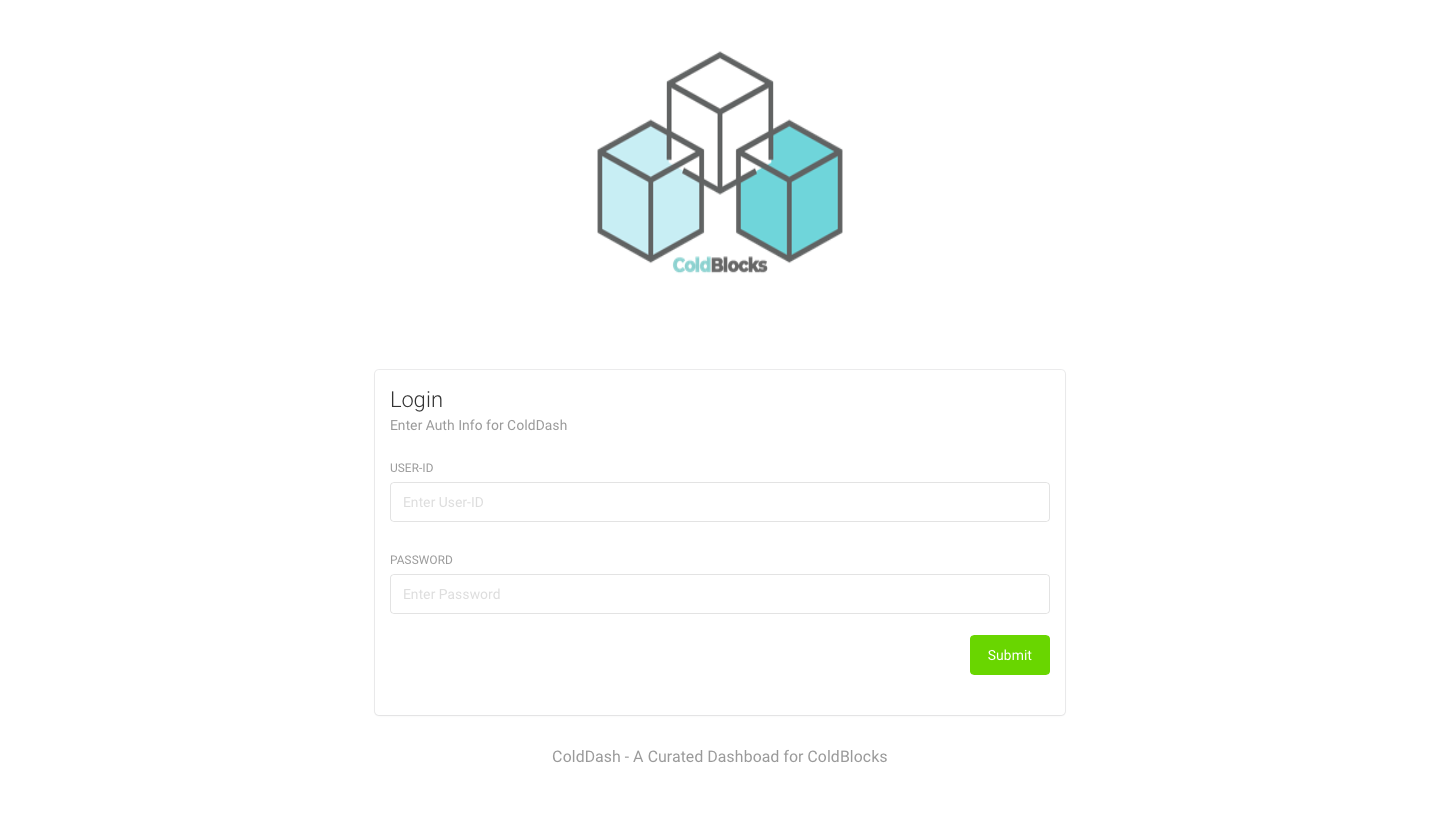 ColdBlocks
Login
Enter Auth Info for ColdDash
USER-ID
Enter User-ID
PASSWORD
Enter Password
Submit
ColdDash - A Curated Dashboad for ColdBlocks